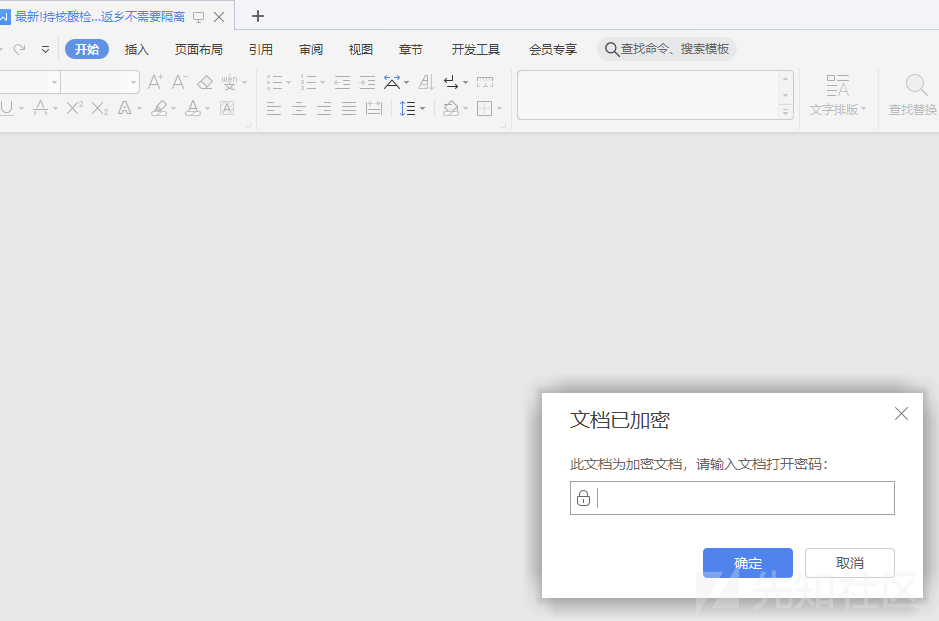 最新!持核酸检...返乡不需要隔离
开始 插入 页面布局 引用 审阅 视图 章节 开发工具 会员专享 查找命令、搜索模板
文字排版 查找替换
文档已加密
此文档为加密文档，请输入文档打开密码：
确定 取消
先知社区